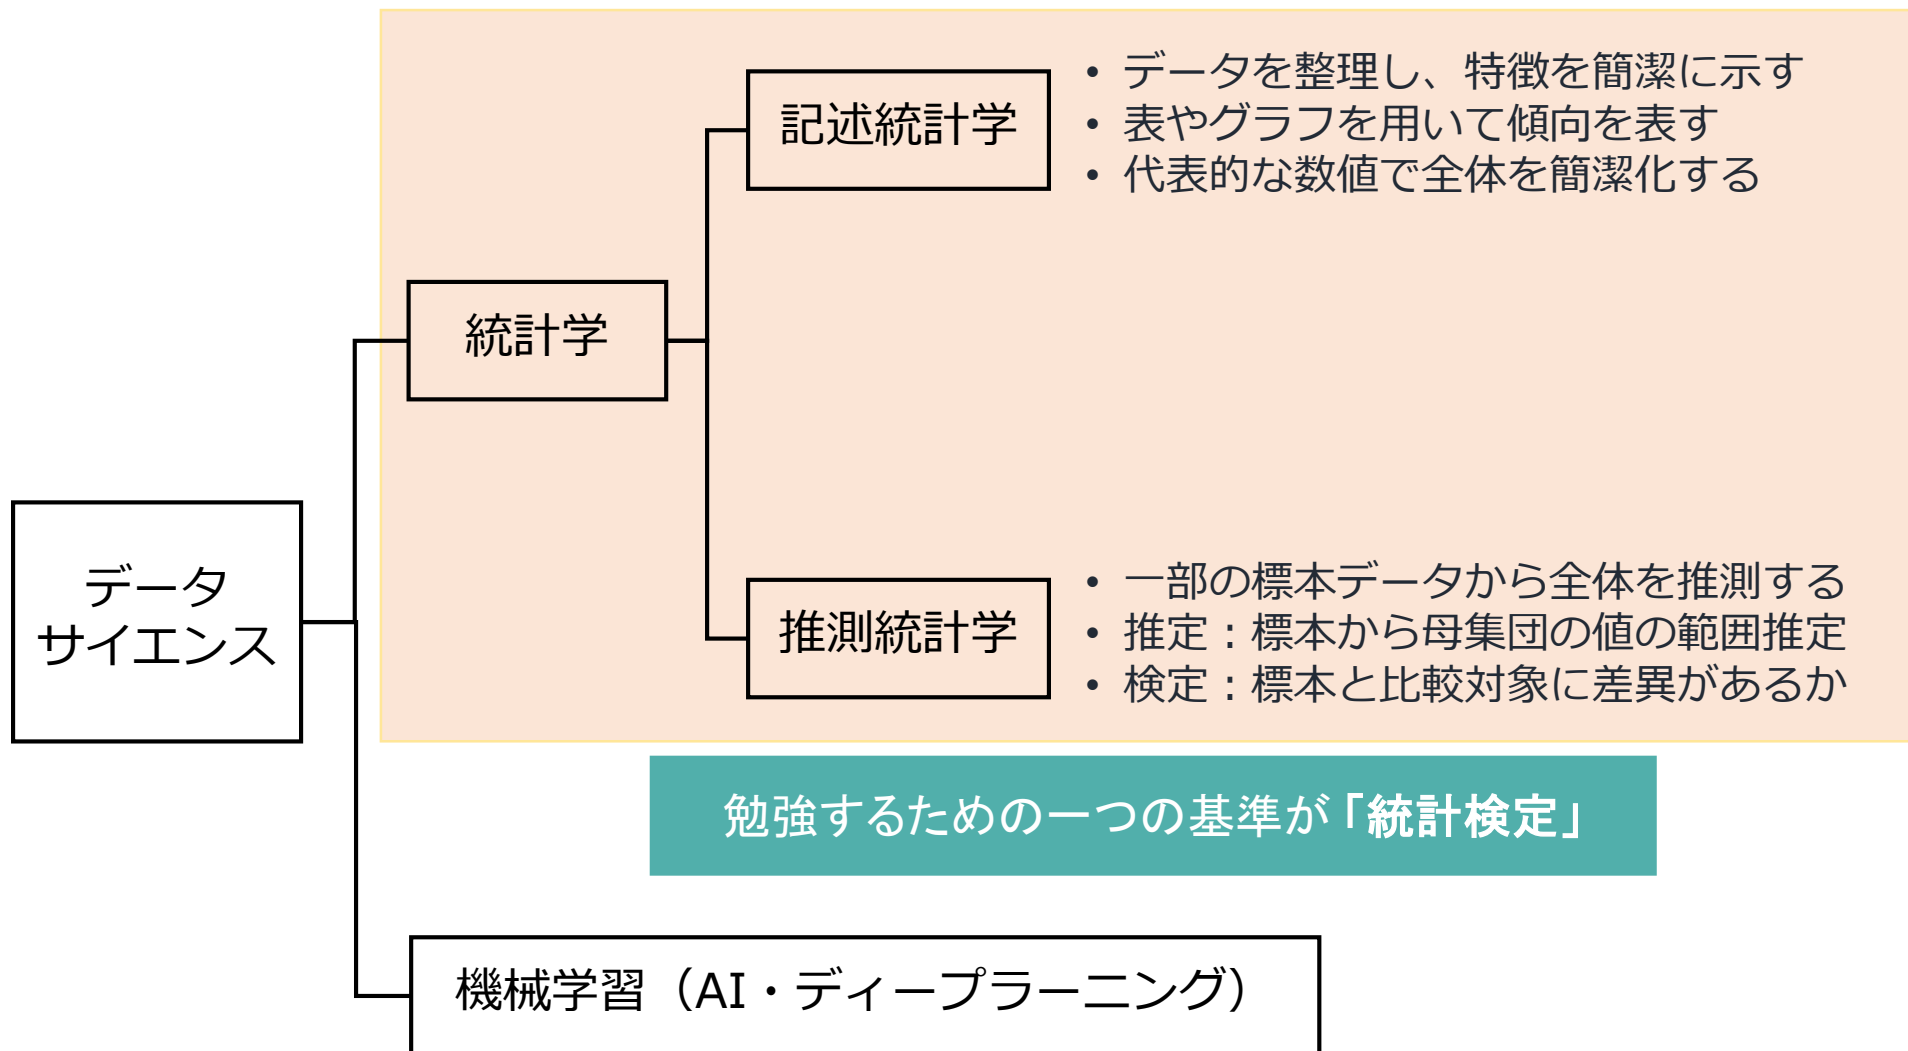 記述統計学
• データを整理し、特徴を簡潔に示す
• 表やグラフを用いて傾向を表す
• 代表的な数値で全体を簡潔化する
統計学
データ
サイエンス
推測統計学
• 一部の標本データから全体を推測する
• 推定：標本から母集団の値の範囲推定
• 検定：標本と比較対象に差異があるか
勉強するための一つの基準が「統計検定」
機械学習（AI・ディープラーニング）